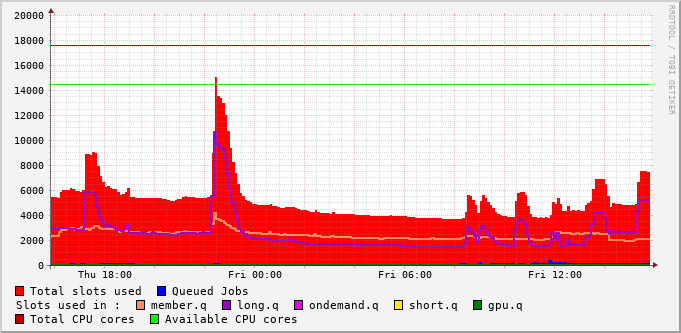 20000
18000
16000
14000
12000
10000
8000
6000
4000
2000
0
Thu 18:00 Fri 00:00 Fri 06:00 Fri 12:00
RRDTOOL / TOBI OETIKER
Total slots used Queued Jobs
Slots used in : member.q long.q ondemand.q short.q gpu.q
Total CPU cores Available CPU cores